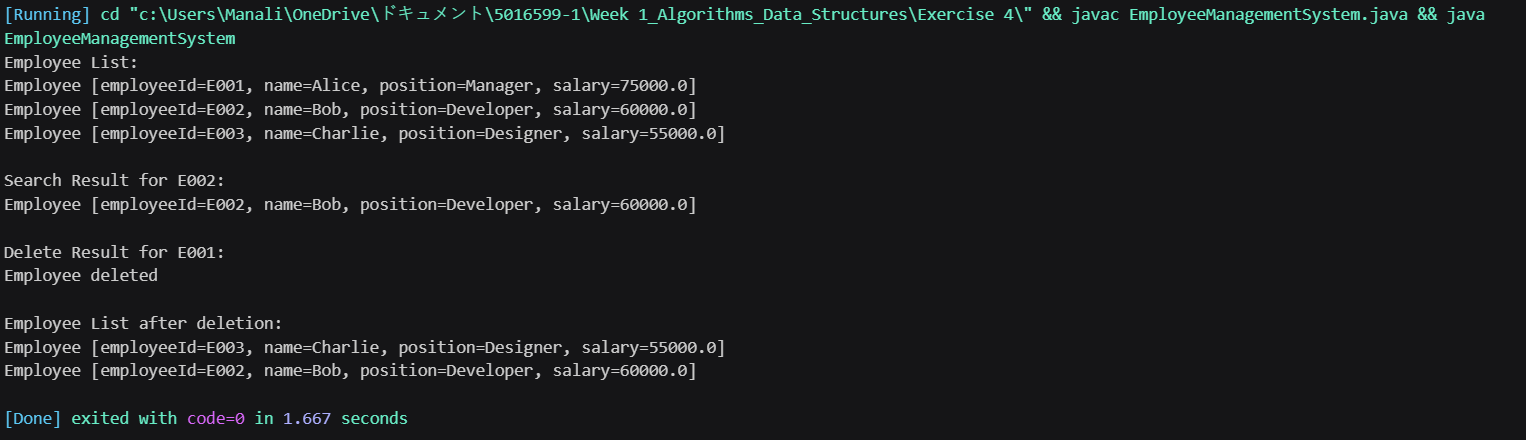 [Running] cd "c:\Users\Manali\OneDrive\ドキュメント\5016599-1\Week 1_Algorithms_Data_Structures\Exercise 4\" && javac EmployeeManagementSystem.java && java
EmployeeManagementSystem
Employee List:
Employee [employeeId=E001, name=Alice, position=Manager, salary=75000.0]
Employee [employeeId=E002, name=Bob, position=Developer, salary=60000.0]
Employee [employeeId=E003, name=Charlie, position=Designer, salary=55000.0]
Search Result for E002:
Employee [employeeId=E002, name=Bob, position=Developer, salary=60000.0]
Delete Result for E001:
Employee deleted
Employee List after deletion:
Employee [employeeId=E003, name=Charlie, position=Designer, salary=55000.0]
Employee [employeeId=E002, name=Bob, position=Developer, salary=60000.0]
[Done] exited with code=0 in 1.667 seconds